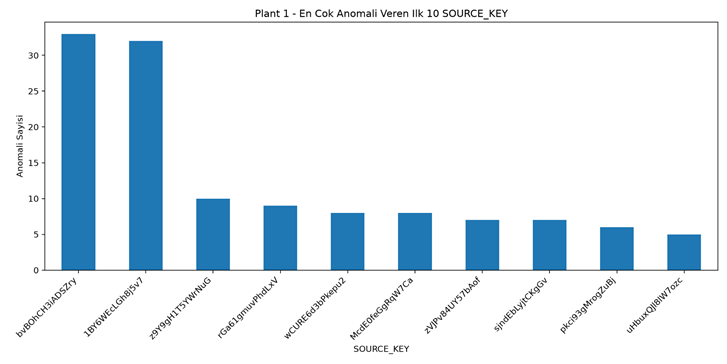 Plant 1 - En Cok Anomali Veren Ilk 10 SOURCE_KEY
Anomali Sayisi
30
25
20
15
10
5
0
bvBOhCH3iADSZry
1BY6WEcLGh8j5v7
z9Y9gH1T5YWrNuG
rGa61gmuvPhdLxV
wCURE6d3bPkepu2
McdE0feGgRqW7Ca
zVJPv84UY57bAof
sjndEbLyjtCKgGv
pkci93gMrogZuBj
uHbuxQJl8lW7ozc
SOURCE_KEY